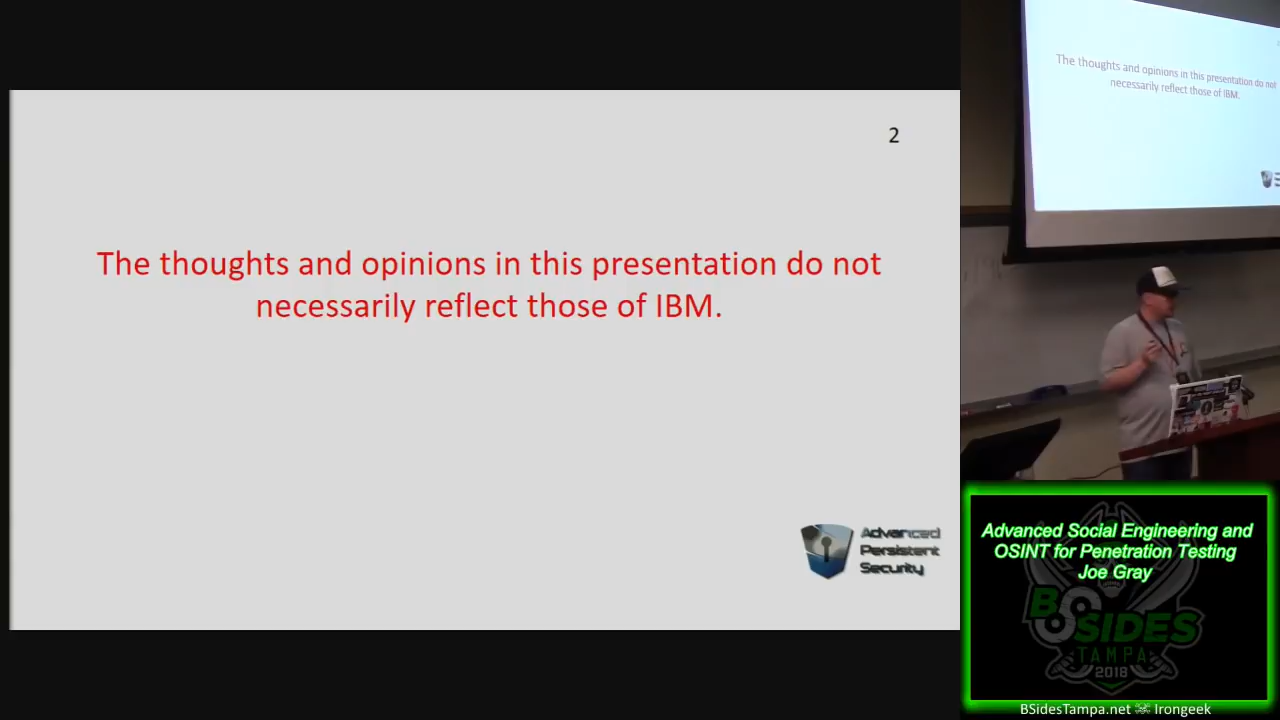 2
The thoughts and opinions in this presentation do not
necessarily reflect those of IBM.
Advanced
Persistent
Security
The thoughts and opinions in this presentation do not
necessarily reflect those of IBM.
Advanced Social Engineering and
OSINT for Penetration Testing
Joe Gray
BSIDES
TAMPA
2018
BSidesTampa.net Irongeek